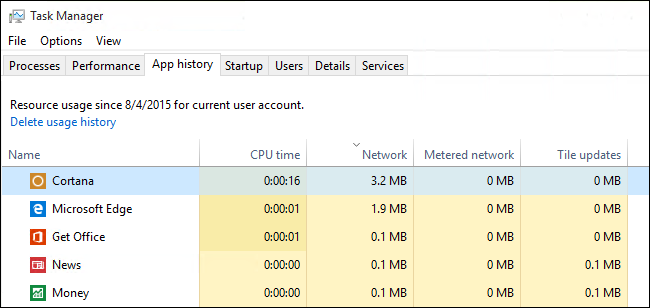 Task Manager
File Options View
Processes Performance App history Startup Users Details Services
Resource usage since 8/4/2015 for current user account.
Delete usage history
Name CPU time Network Metered network Tile updates
Cortana 0:00:16 3.2 MB 0 MB 0 MB
Microsoft Edge 0:00:01 1.9 MB 0 MB 0 MB
Get Office 0:00:01 0.1 MB 0 MB 0 MB
News 0:00:00 0.1 MB 0 MB 0.1 MB
Money 0:00:00 0.1 MB 0 MB 0.1 MB